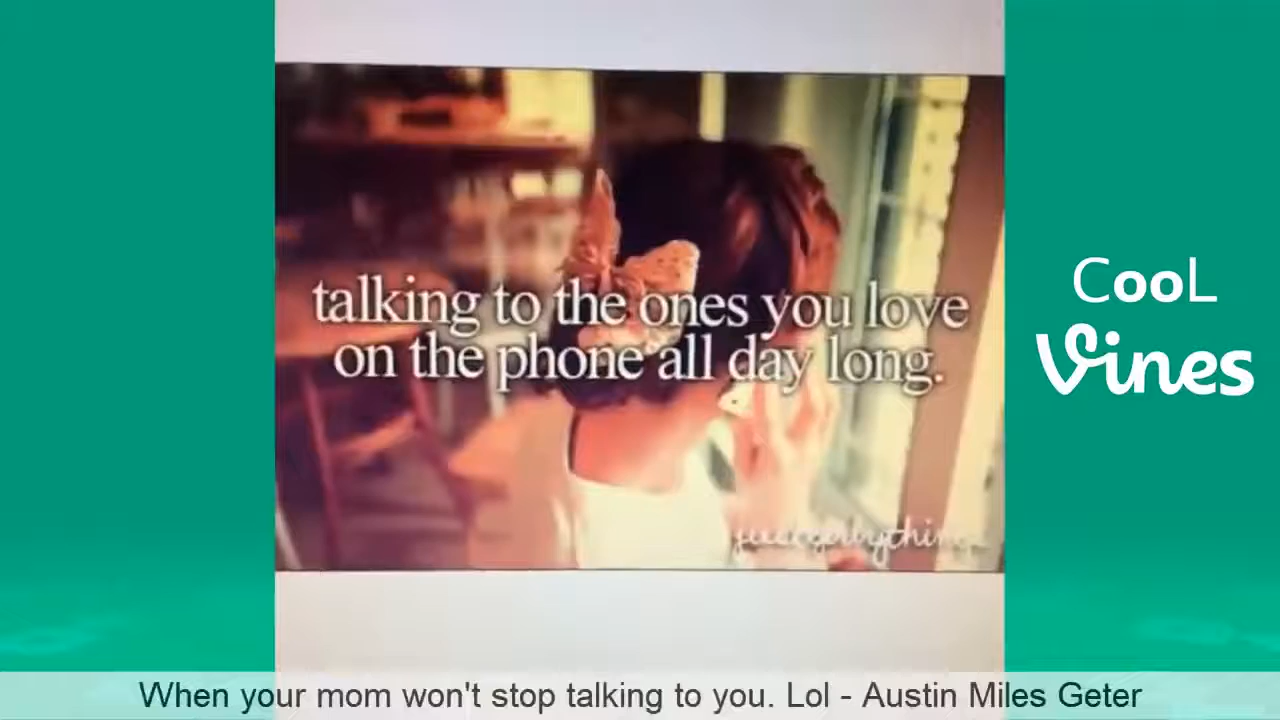 talking to the ones you love
on the phone all day long.
CooL
Vines
When your mom won't stop talking to you. Lol - Austin Miles Geter